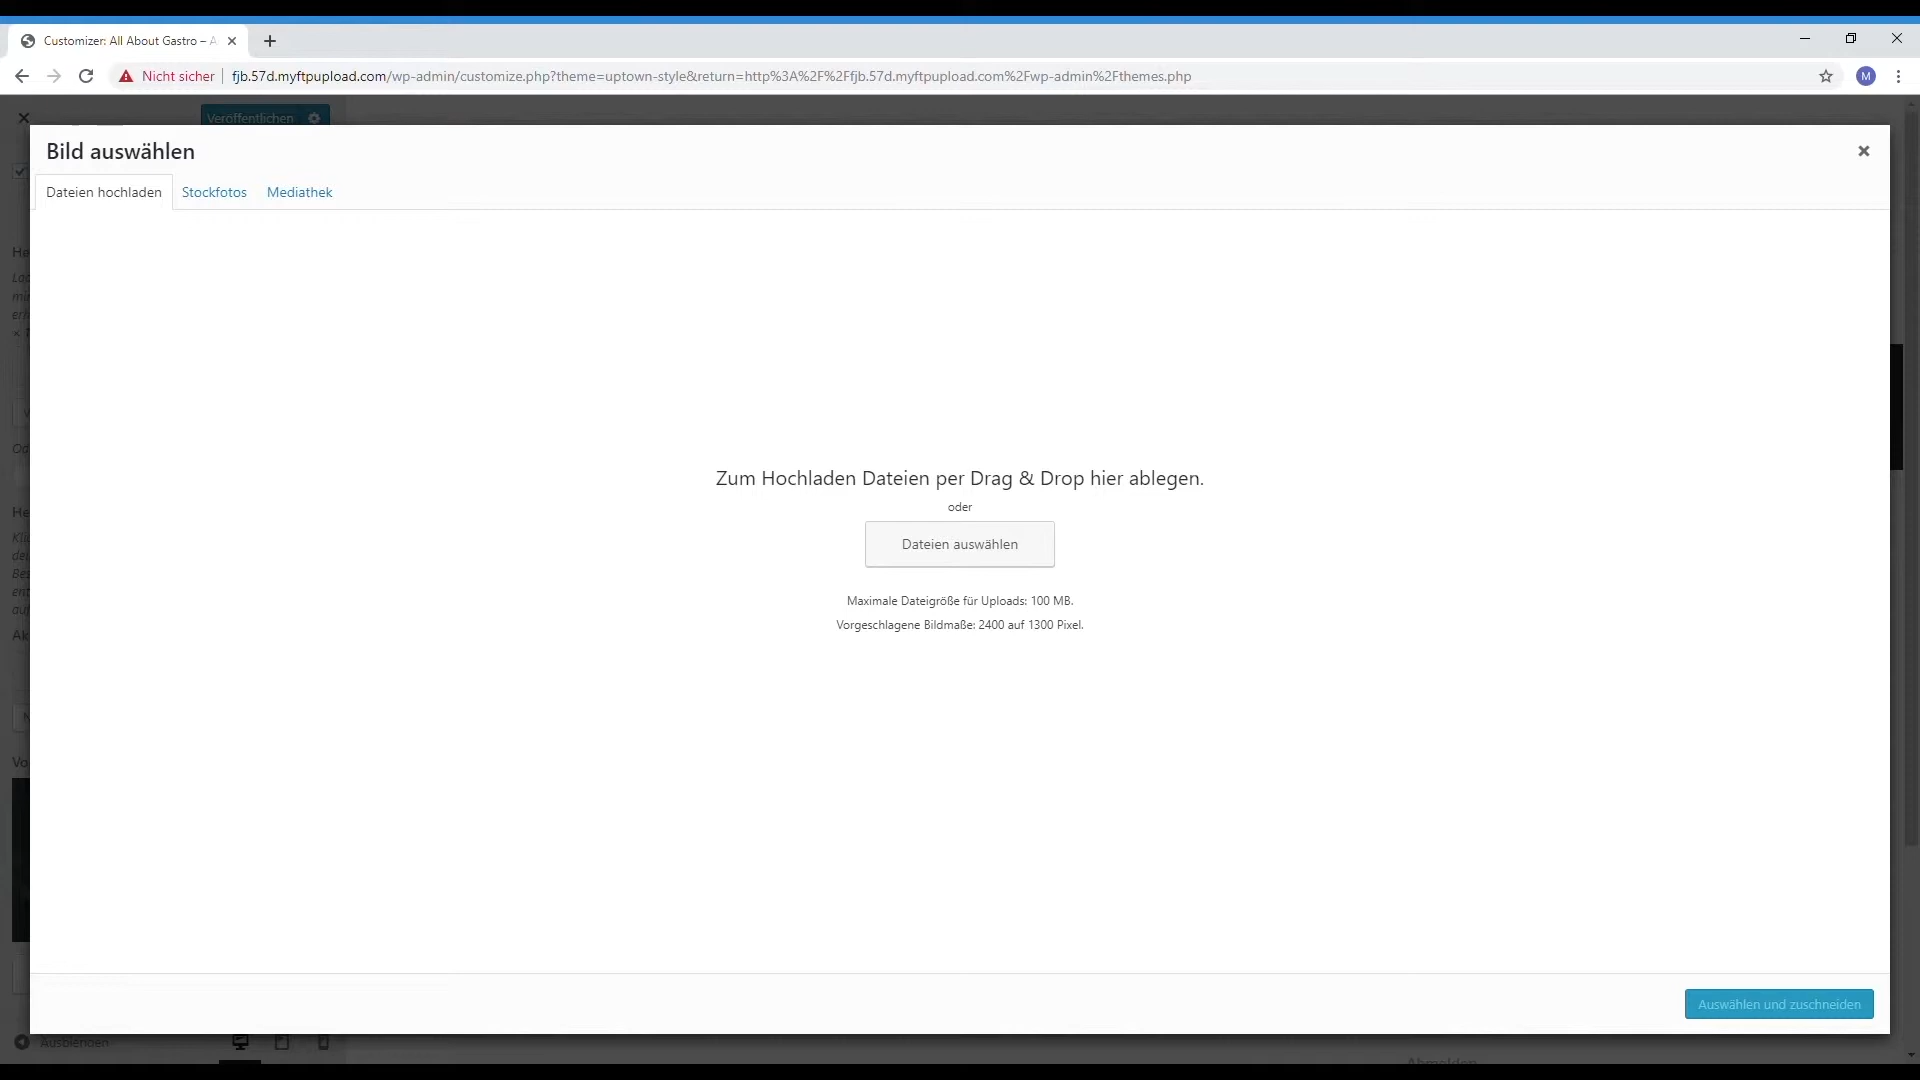 Customizer: All About Gastro – A
Nicht sicher
fjb.57d.myftpupload.com/wp-admin/customize.php?theme=uptown-style&return=http%3A%2F%2Ffjb.57d.myftpupload.com%2Fwp-admin%2Fthemes.php
M
Veröffentlichen
Bild auswählen
Dateien hochladen
Stockfotos
Mediathek
Zum Hochladen Dateien per Drag & Drop hier ablegen.
oder
Dateien auswählen
Maximale Dateigröße für Uploads: 100 MB.
Vorgeschlagene Bildmaße: 2400 auf 1300 Pixel.
Auswählen und zuschneiden
Ausblenden
Abmelden